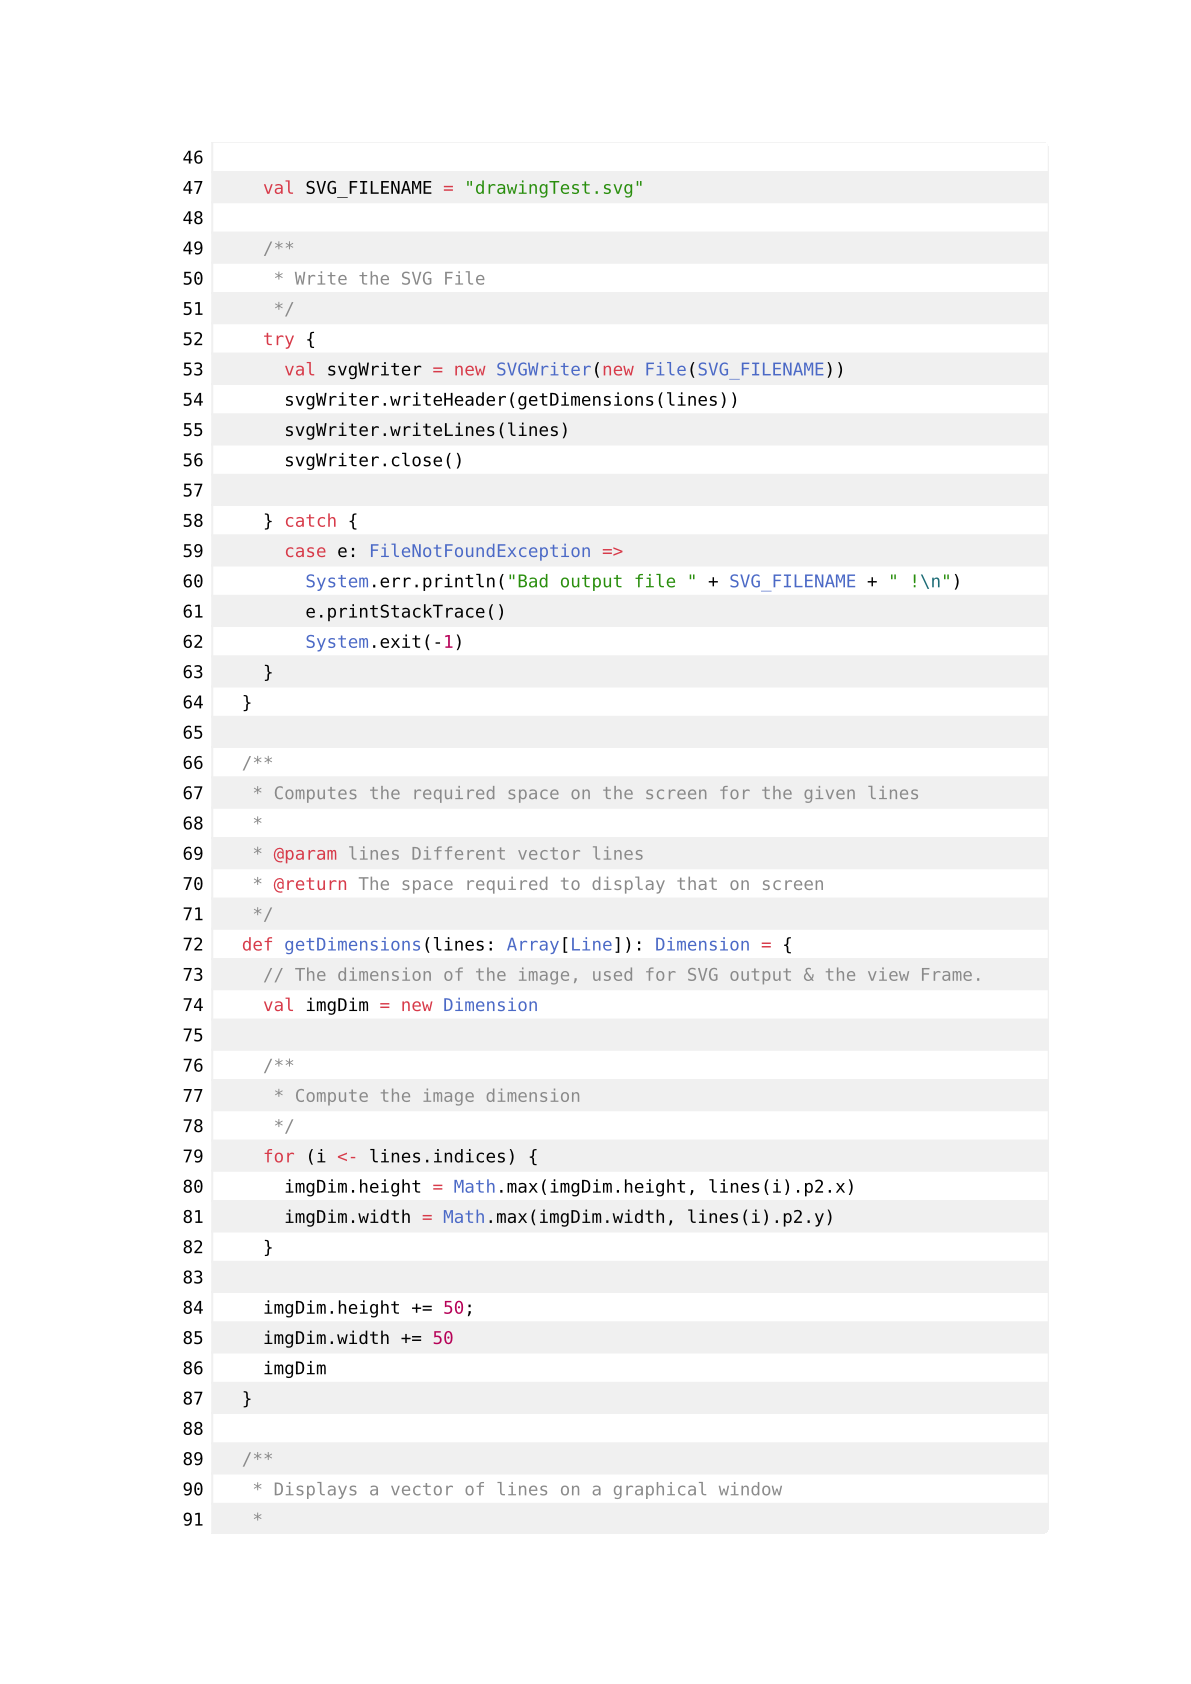 46
47 val SVG_FILENAME = "drawingTest.svg"
48
49 /**
50 * Write the SVG File
51 */
52 try {
53 val svgWriter = new SVGWriter(new File(SVG_FILENAME))
54 svgWriter.writeHeader(getDimensions(lines))
55 svgWriter.writeLines(lines)
56 svgWriter.close()
57
58 } catch {
59 case e: FileNotFoundException =>
60 System.err.println("Bad output file " + SVG_FILENAME + " !\n")
61 e.printStackTrace()
62 System.exit(-1)
63 }
64 }
65
66 /**
67 * Computes the required space on the screen for the given lines
68 *
69 * @param lines Different vector lines
70 * @return The space required to display that on screen
71 */
72 def getDimensions(lines: Array[Line]): Dimension = {
73 // The dimension of the image, used for SVG output & the view Frame.
74 val imgDim = new Dimension
75
76 /**
77 * Compute the image dimension
78 */
79 for (i <- lines.indices) {
80 imgDim.height = Math.max(imgDim.height, lines(i).p2.x)
81 imgDim.width = Math.max(imgDim.width, lines(i).p2.y)
82 }
83
84 imgDim.height += 50;
85 imgDim.width += 50
86 imgDim
87 }
88
89 /**
90 * Displays a vector of lines on a graphical window
91 *